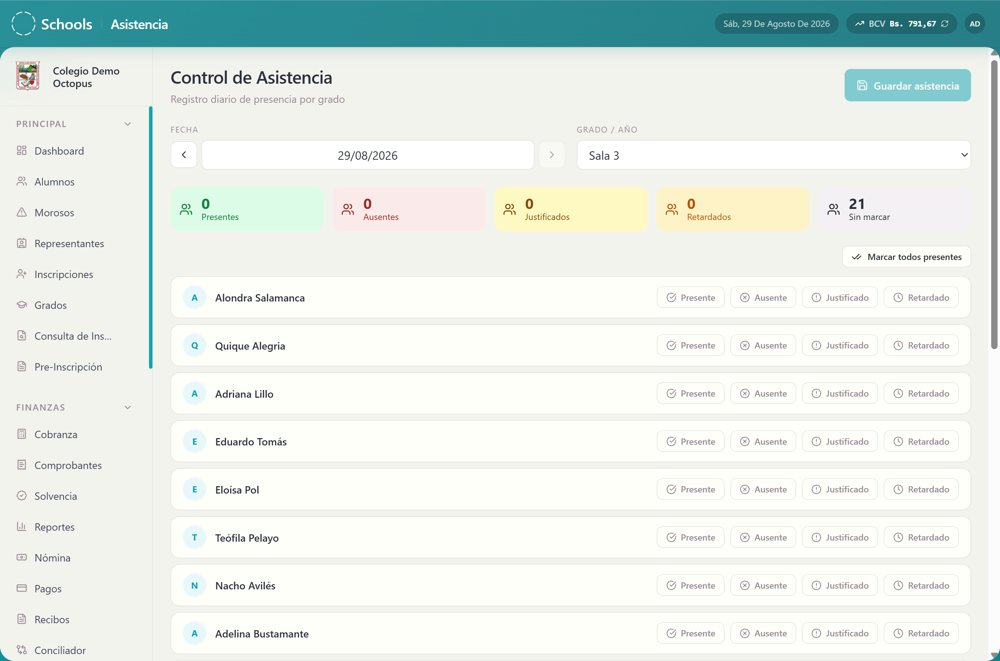 Schools
Asistencia
Sáb, 29 De Agosto De 2026
BCV Bs. 791,67
AD
Colegio Demo
Octopus
PRINCIPAL
Dashboard
Alumnos
Morosos
Representantes
Inscripciones
Grados
Consulta de Ins...
Pre-Inscripción
FINANZAS
Cobranza
Comprobantes
Solvencia
Reportes
Nómina
Pagos
Recibos
Conciliador
Control de Asistencia
Registro diario de presencia por grado
Guardar asistencia
FECHA
29/08/2026
GRADO / AÑO
Sala 3
0
Presentes
0
Ausentes
0
Justificados
0
Retardados
21
Sin marcar
Marcar todos presentes
A Alondra Salamanca Presente Ausente Justificado Retardado
Q Quique Alegria Presente Ausente Justificado Retardado
A Adriana Lillo Presente Ausente Justificado Retardado
E Eduardo Tomás Presente Ausente Justificado Retardado
E Eloísa Pol Presente Ausente Justificado Retardado
T Teófila Pelayo Presente Ausente Justificado Retardado
N Nacho Avilés Presente Ausente Justificado Retardado
A Adelina Bustamante Presente Ausente Justificado Retardado